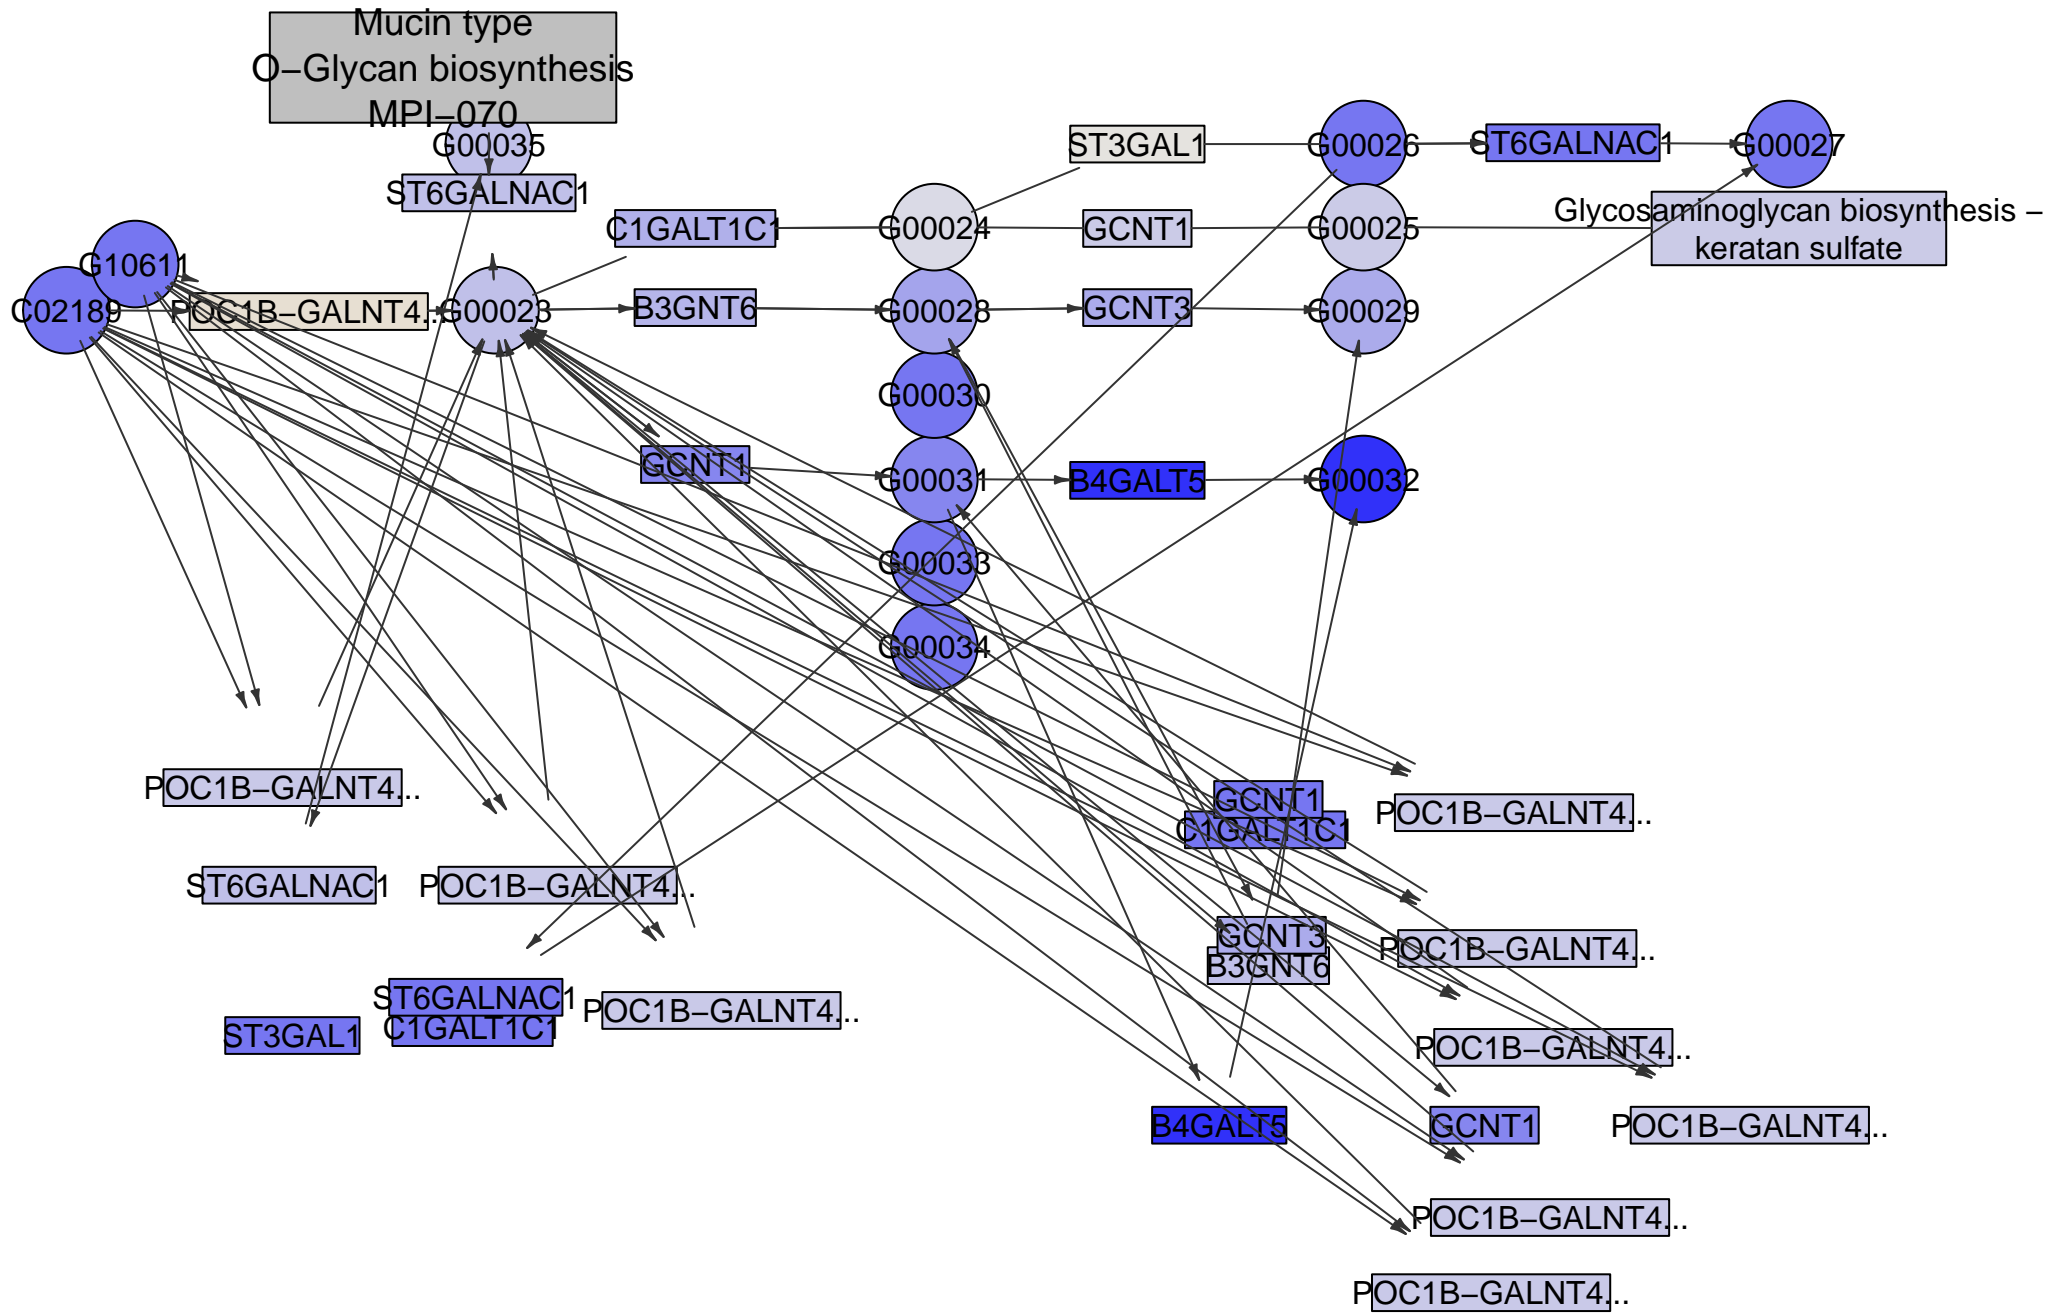 Mucin type
O−Glycan biosynthesis
MPI−070
G00035
ST3GAL1
G00026
ST6GALNAC1
G00027
ST6GALNAC1
C1GALT1C1
G00024
GCNT1
G00025
Glycosaminoglycan biosynthesis −
keratan sulfate
G10611
C02189
POC1B−GALNT4...
G00023
B3GNT6
G00028
GCNT3
G00029
G00030
GCNT1
G00031
B4GALT5
G00032
G00033
G00034
POC1B−GALNT4...
GCNT1
C1GALT1C1
POC1B−GALNT4...
ST6GALNAC1
POC1B−GALNT4...
GCNT3
B3GNT6
POC1B−GALNT4...
ST6GALNAC1
C1GALT1C1
ST3GAL1
POC1B−GALNT4...
POC1B−GALNT4...
B4GALT5
GCNT1
POC1B−GALNT4...
POC1B−GALNT4...
POC1B−GALNT4...